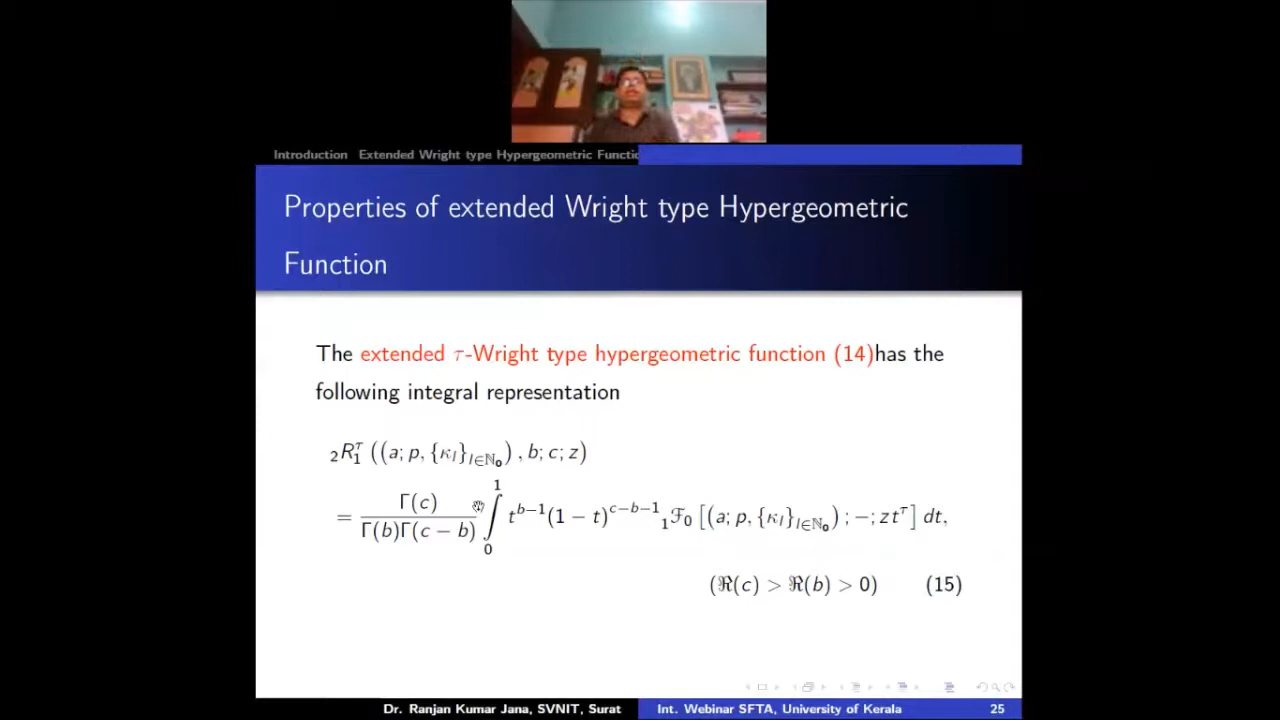 Introduction Extended Wright type Hypergeometric Functio
Properties of extended Wright type Hypergeometric
Function
The extended τ-Wright type hypergeometric function (14)has the
following integral representation
₂R₁^τ ((a; p, {κ_l}_{l∈ℕ₀}), b; c; z)
= Γ(c) / Γ(b)Γ(c − b) ∫₀¹ t^{b−1}(1 − t)^{c−b−1} ₁ℱ₀ [(a; p, {κ_l}_{l∈ℕ₀}); −; zt^τ] dt,
(ℜ(c) > ℜ(b) > 0) (15)
Dr. Ranjan Kumar Jana, SVNIT, Surat Int. Webinar SFTA, University of Kerala 25